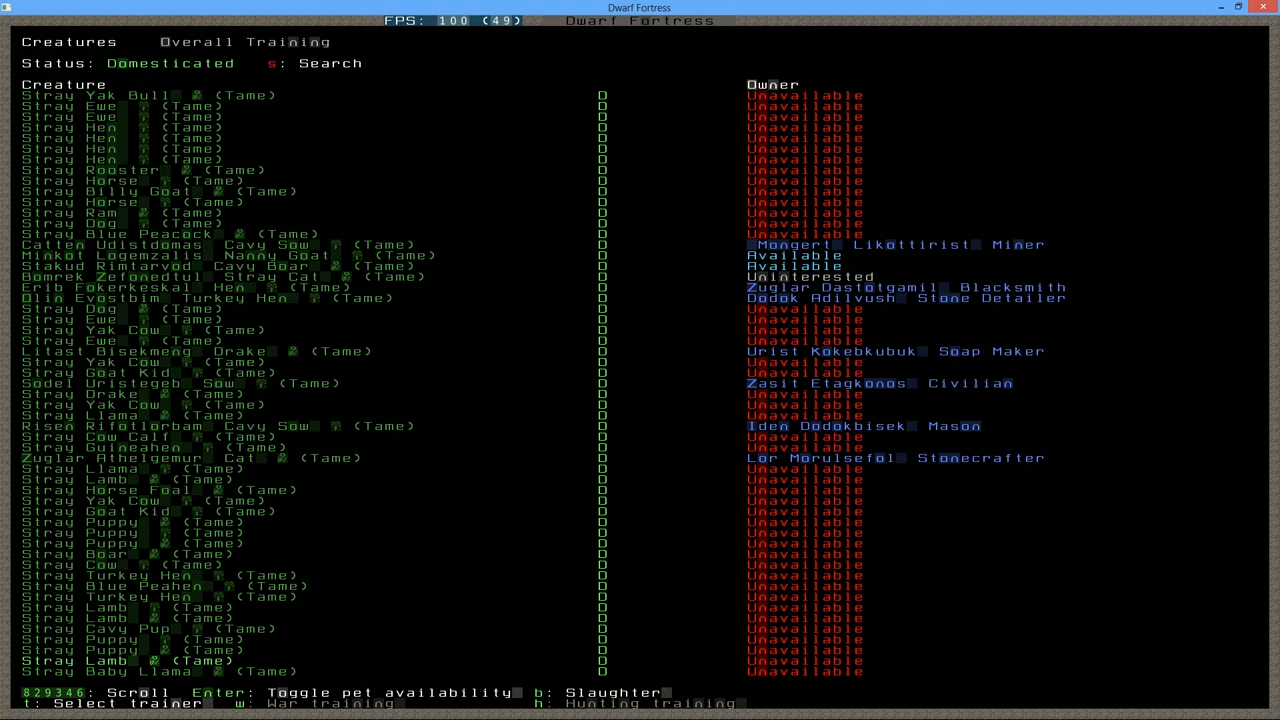 Dwarf Fortress
FPS: 100 (49) Dwarf Fortress
Creatures Overall Training
Status: Domesticated s: Search
Creature Owner
Stray Yak Bull ♂ (Tame) D Unavailable
Stray Ewe ♀ (Tame) D Unavailable
Stray Ewe ♀ (Tame) D Unavailable
Stray Hen ♀ (Tame) D Unavailable
Stray Hen ♀ (Tame) D Unavailable
Stray Hen ♀ (Tame) D Unavailable
Stray Hen ♀ (Tame) D Unavailable
Stray Rooster ♂ (Tame) D Unavailable
Stray Horse ♀ (Tame) D Unavailable
Stray Billy Goat ♂ (Tame) D Unavailable
Stray Horse ♀ (Tame) D Unavailable
Stray Ram ♂ (Tame) D Unavailable
Stray Dog ♂ (Tame) D Unavailable
Stray Blue Peacock ♂ (Tame) D Unavailable
Catten Udistdomas Cavy Sow ♀ (Tame) D Mongert Likottirist Miner
Minkot Logemzalis Nanny Goat ♀ (Tame) D Available
Stakud Rimtarvod Cavy Boar ♂ (Tame) D Available
Bomrek Zefonedtul Stray Cat ♂ (Tame) D Uninterested
Erib Fokerkeskal Hen ♀ (Tame) D Zuglar Dastotgamil Blacksmith
Olin Evostbim Turkey Hen ♀ (Tame) D Dodok Adilvush Stone Detailer
Stray Dog ♂ (Tame) D Unavailable
Stray Ewe ♀ (Tame) D Unavailable
Stray Yak Cow ♀ (Tame) D Unavailable
Stray Ewe ♀ (Tame) D Unavailable
Litast Bisekmeng Drake ♂ (Tame) D Urist Kokebkubuk Soap Maker
Stray Yak Cow ♀ (Tame) D Unavailable
Stray Goat Kid ♀ (Tame) D Unavailable
Sodel Uristegeb Sow ♀ (Tame) D Zasit Etagkonos Civilian
Stray Drake ♂ (Tame) D Unavailable
Stray Yak Cow ♀ (Tame) D Unavailable
Stray Llama ♂ (Tame) D Unavailable
Risen Rifotlorbam Cavy Sow ♀ (Tame) D Iden Dodokbisek Mason
Stray Cow Calf ♀ (Tame) D Unavailable
Stray Guineahen ♀ (Tame) D Unavailable
Zuglar Athelgemur Cat ♂ (Tame) D Lor Morulsefol Stonecrafter
Stray Llama ♀ (Tame) D Unavailable
Stray Lamb ♂ (Tame) D Unavailable
Stray Horse Foal ♂ (Tame) D Unavailable
Stray Yak Cow ♀ (Tame) D Unavailable
Stray Goat Kid ♀ (Tame) D Unavailable
Stray Puppy ♂ (Tame) D Unavailable
Stray Puppy ♀ (Tame) D Unavailable
Stray Puppy ♀ (Tame) D Unavailable
Stray Boar ♂ (Tame) D Unavailable
Stray Cow ♀ (Tame) D Unavailable
Stray Turkey Hen ♀ (Tame) D Unavailable
Stray Blue Peahen ♀ (Tame) D Unavailable
Stray Turkey Hen ♀ (Tame) D Unavailable
Stray Lamb ♀ (Tame) D Unavailable
Stray Lamb ♂ (Tame) D Unavailable
Stray Cavy Pup ♀ (Tame) D Unavailable
Stray Puppy ♀ (Tame) D Unavailable
Stray Puppy ♀ (Tame) D Unavailable
Stray Lamb ♂ (Tame) D Unavailable
Stray Baby Llama ♂ (Tame) D Unavailable
829346: Scroll Enter: Toggle pet availability b: Slaughter
t: Select trainer w: War training h: Hunting training